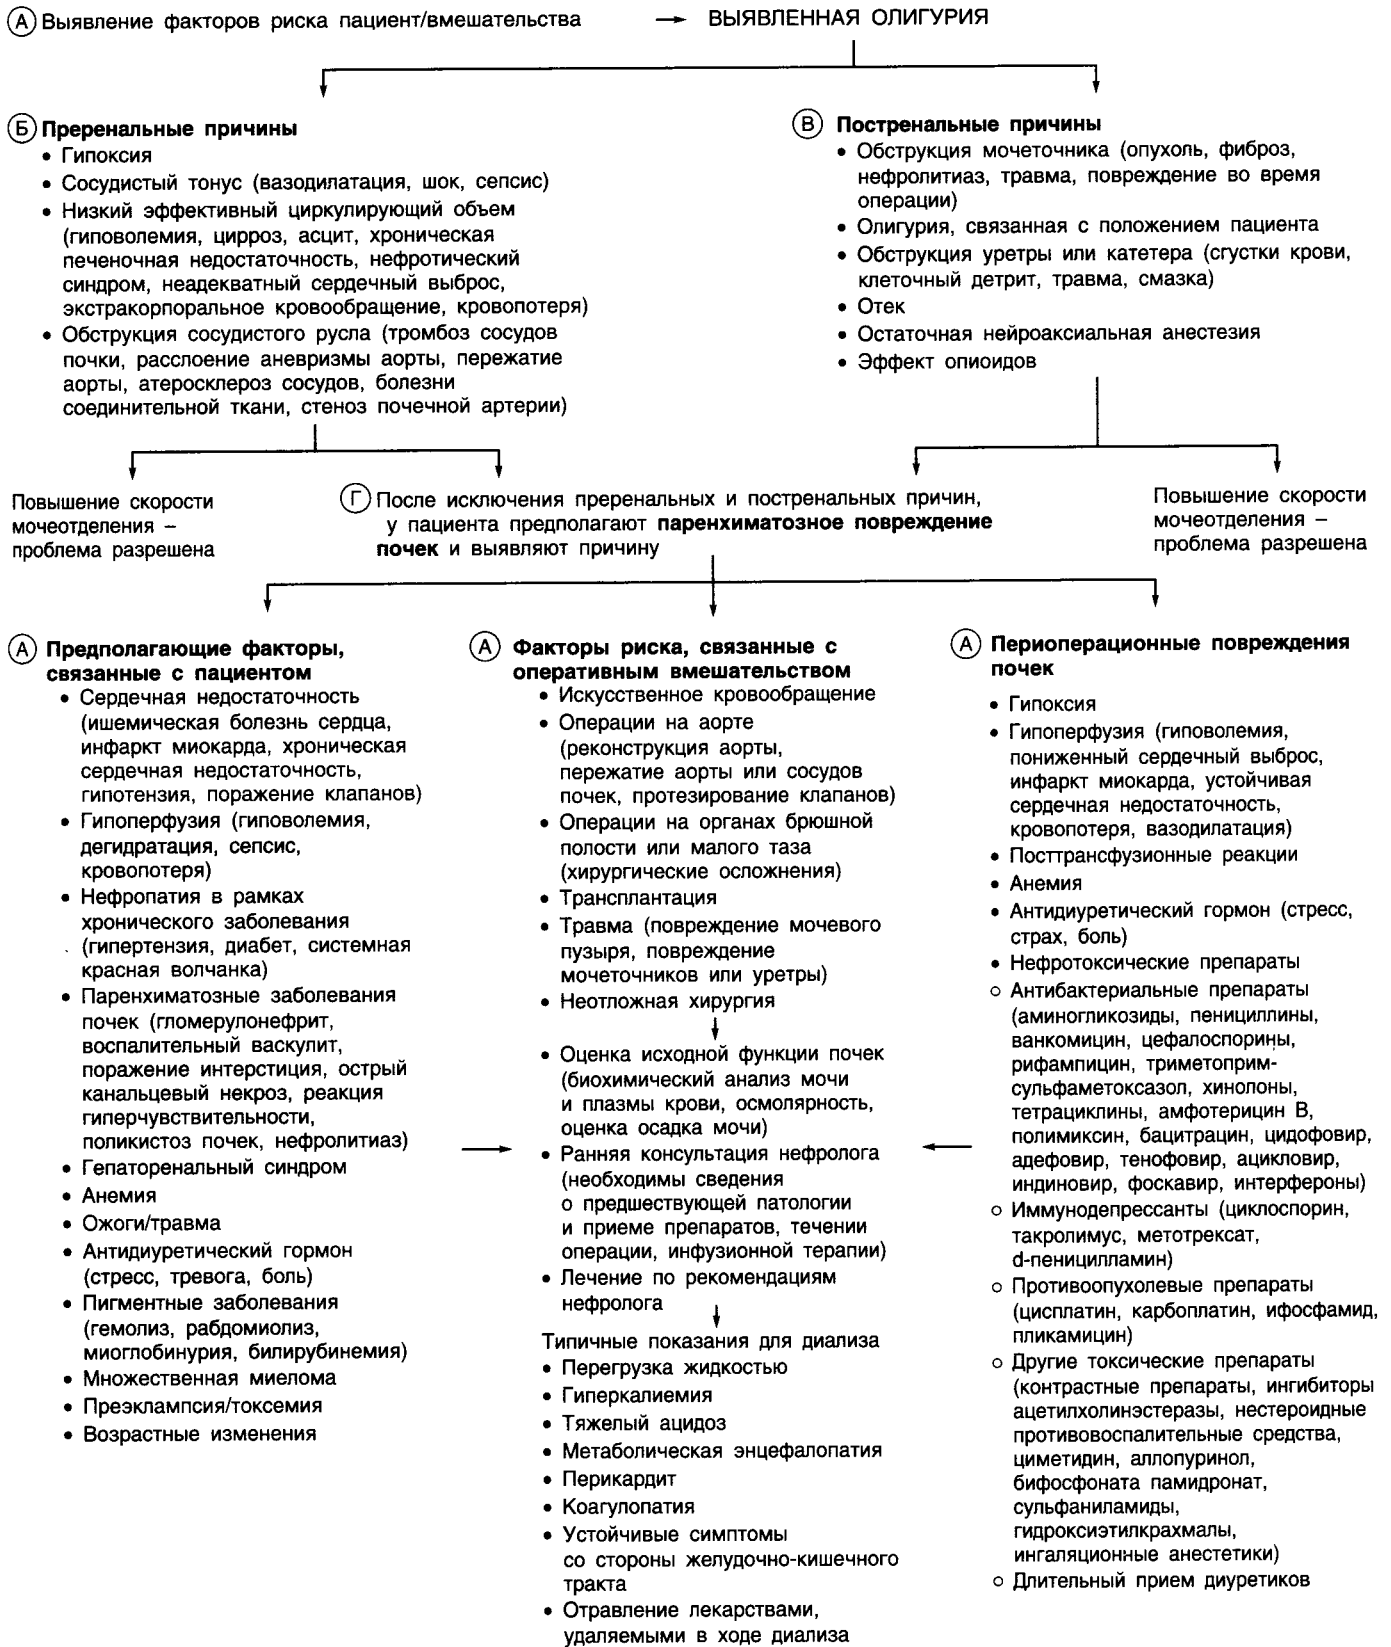 А Выявление факторов риска пациент/вмешательства → ВЫЯВЛЕННАЯ ОЛИГУРИЯ
Б Преренальные причины
• Гипоксия
• Сосудистый тонус (вазодилатация, шок, сепсис)
• Низкий эффективный циркулирующий объем
(гиповолемия, цирроз, асцит, хроническая
печеночная недостаточность, нефротический
синдром, неадекватный сердечный выброс,
экстракорпоральное кровообращение, кровопотеря)
• Обструкция сосудистого русла (тромбоз сосудов
почки, расслоение аневризмы аорты, пережатие
аорты, атеросклероз сосудов, болезни
соединительной ткани, стеноз почечной артерии)
В Постренальные причины
• Обструкция мочеточника (опухоль, фиброз,
нефролитиаз, травма, повреждение во время
операции)
• Олигурия, связанная с положением пациента
• Обструкция уретры или катетера (сгустки крови,
клеточный детрит, травма, смазка)
• Отек
• Остаточная нейроаксиальная анестезия
• Эффект опиоидов
Повышение скорости
мочеотделения –
проблема разрешена
Г После исключения преренальных и постренальных причин,
у пациента предполагают паренхиматозное повреждение
почек и выявляют причину
Повышение скорости
мочеотделения –
проблема разрешена
А Предполагающие факторы,
связанные с пациентом
• Сердечная недостаточность
(ишемическая болезнь сердца,
инфаркт миокарда, хроническая
сердечная недостаточность,
гипотензия, поражение клапанов)
• Гипоперфузия (гиповолемия,
дегидратация, сепсис,
кровопотеря)
• Нефропатия в рамках
хронического заболевания
(гипертензия, диабет, системная
красная волчанка)
• Паренхиматозные заболевания
почек (гломерулонефрит,
воспалительный васкулит,
поражение интерстиция, острый
канальцевый некроз, реакция
гиперчувствительности,
поликистоз почек, нефролитиаз)
• Гепаторенальный синдром
• Анемия
• Ожоги/травма
• Антидиуретический гормон
(стресс, тревога, боль)
• Пигментные заболевания
(гемолиз, рабдомиолиз,
миоглобинурия, билирубинемия)
• Множественная миелома
• Преэклампсия/токсемия
• Возрастные изменения
А Факторы риска, связанные с
оперативным вмешательством
• Искусственное кровообращение
• Операции на аорте
(реконструкция аорты,
пережатие аорты или сосудов
почек, протезирование клапанов)
• Операции на органах брюшной
полости или малого таза
(хирургические осложнения)
• Трансплантация
• Травма (повреждение мочевого
пузыря, повреждение
мочеточников или уретры)
• Неотложная хирургия
• Оценка исходной функции почек
(биохимический анализ мочи
и плазмы крови, осмолярность,
оценка осадка мочи)
• Ранняя консультация нефролога
(необходимы сведения
о предшествующей патологии
и приеме препаратов, течении
операции, инфузионной терапии)
• Лечение по рекомендациям
нефролога
Типичные показания для диализа
• Перегрузка жидкостью
• Гиперкалиемия
• Тяжелый ацидоз
• Метаболическая энцефалопатия
• Перикардит
• Коагулопатия
• Устойчивые симптомы
со стороны желудочно-кишечного
тракта
• Отравление лекарствами,
удаляемыми в ходе диализа
А Периоперационные повреждения
почек
• Гипоксия
• Гипоперфузия (гиповолемия,
пониженный сердечный выброс,
инфаркт миокарда, устойчивая
сердечная недостаточность,
кровопотеря, вазодилатация)
• Посттрансфузионные реакции
• Анемия
• Антидиуретический гормон (стресс,
страх, боль)
• Нефротоксические препараты
○ Антибактериальные препараты
(аминогликозиды, пенициллины,
ванкомицин, цефалоспорины,
рифампицин, триметоприм-
сульфаметоксазол, хинолоны,
тетрациклины, амфотерицин В,
полимиксин, бацитрацин, цидофовир,
адефовир, тенофовир, ацикловир,
индиновир, фоскавир, интерфероны)
○ Иммунодепрессанты (циклоспорин,
такролимус, метотрексат,
d-пеницилламин)
○ Противоопухолевые препараты
(цисплатин, карбоплатин, ифосфамид,
пликамицин)
○ Другие токсические препараты
(контрастные препараты, ингибиторы
ацетилхолинэстеразы, нестероидные
противовоспалительные средства,
циметидин, аллопуринол,
бифосфоната памидронат,
сульфаниламиды,
гидроксиэтилкрахмалы,
ингаляционные анестетики)
○ Длительный прием диуретиков